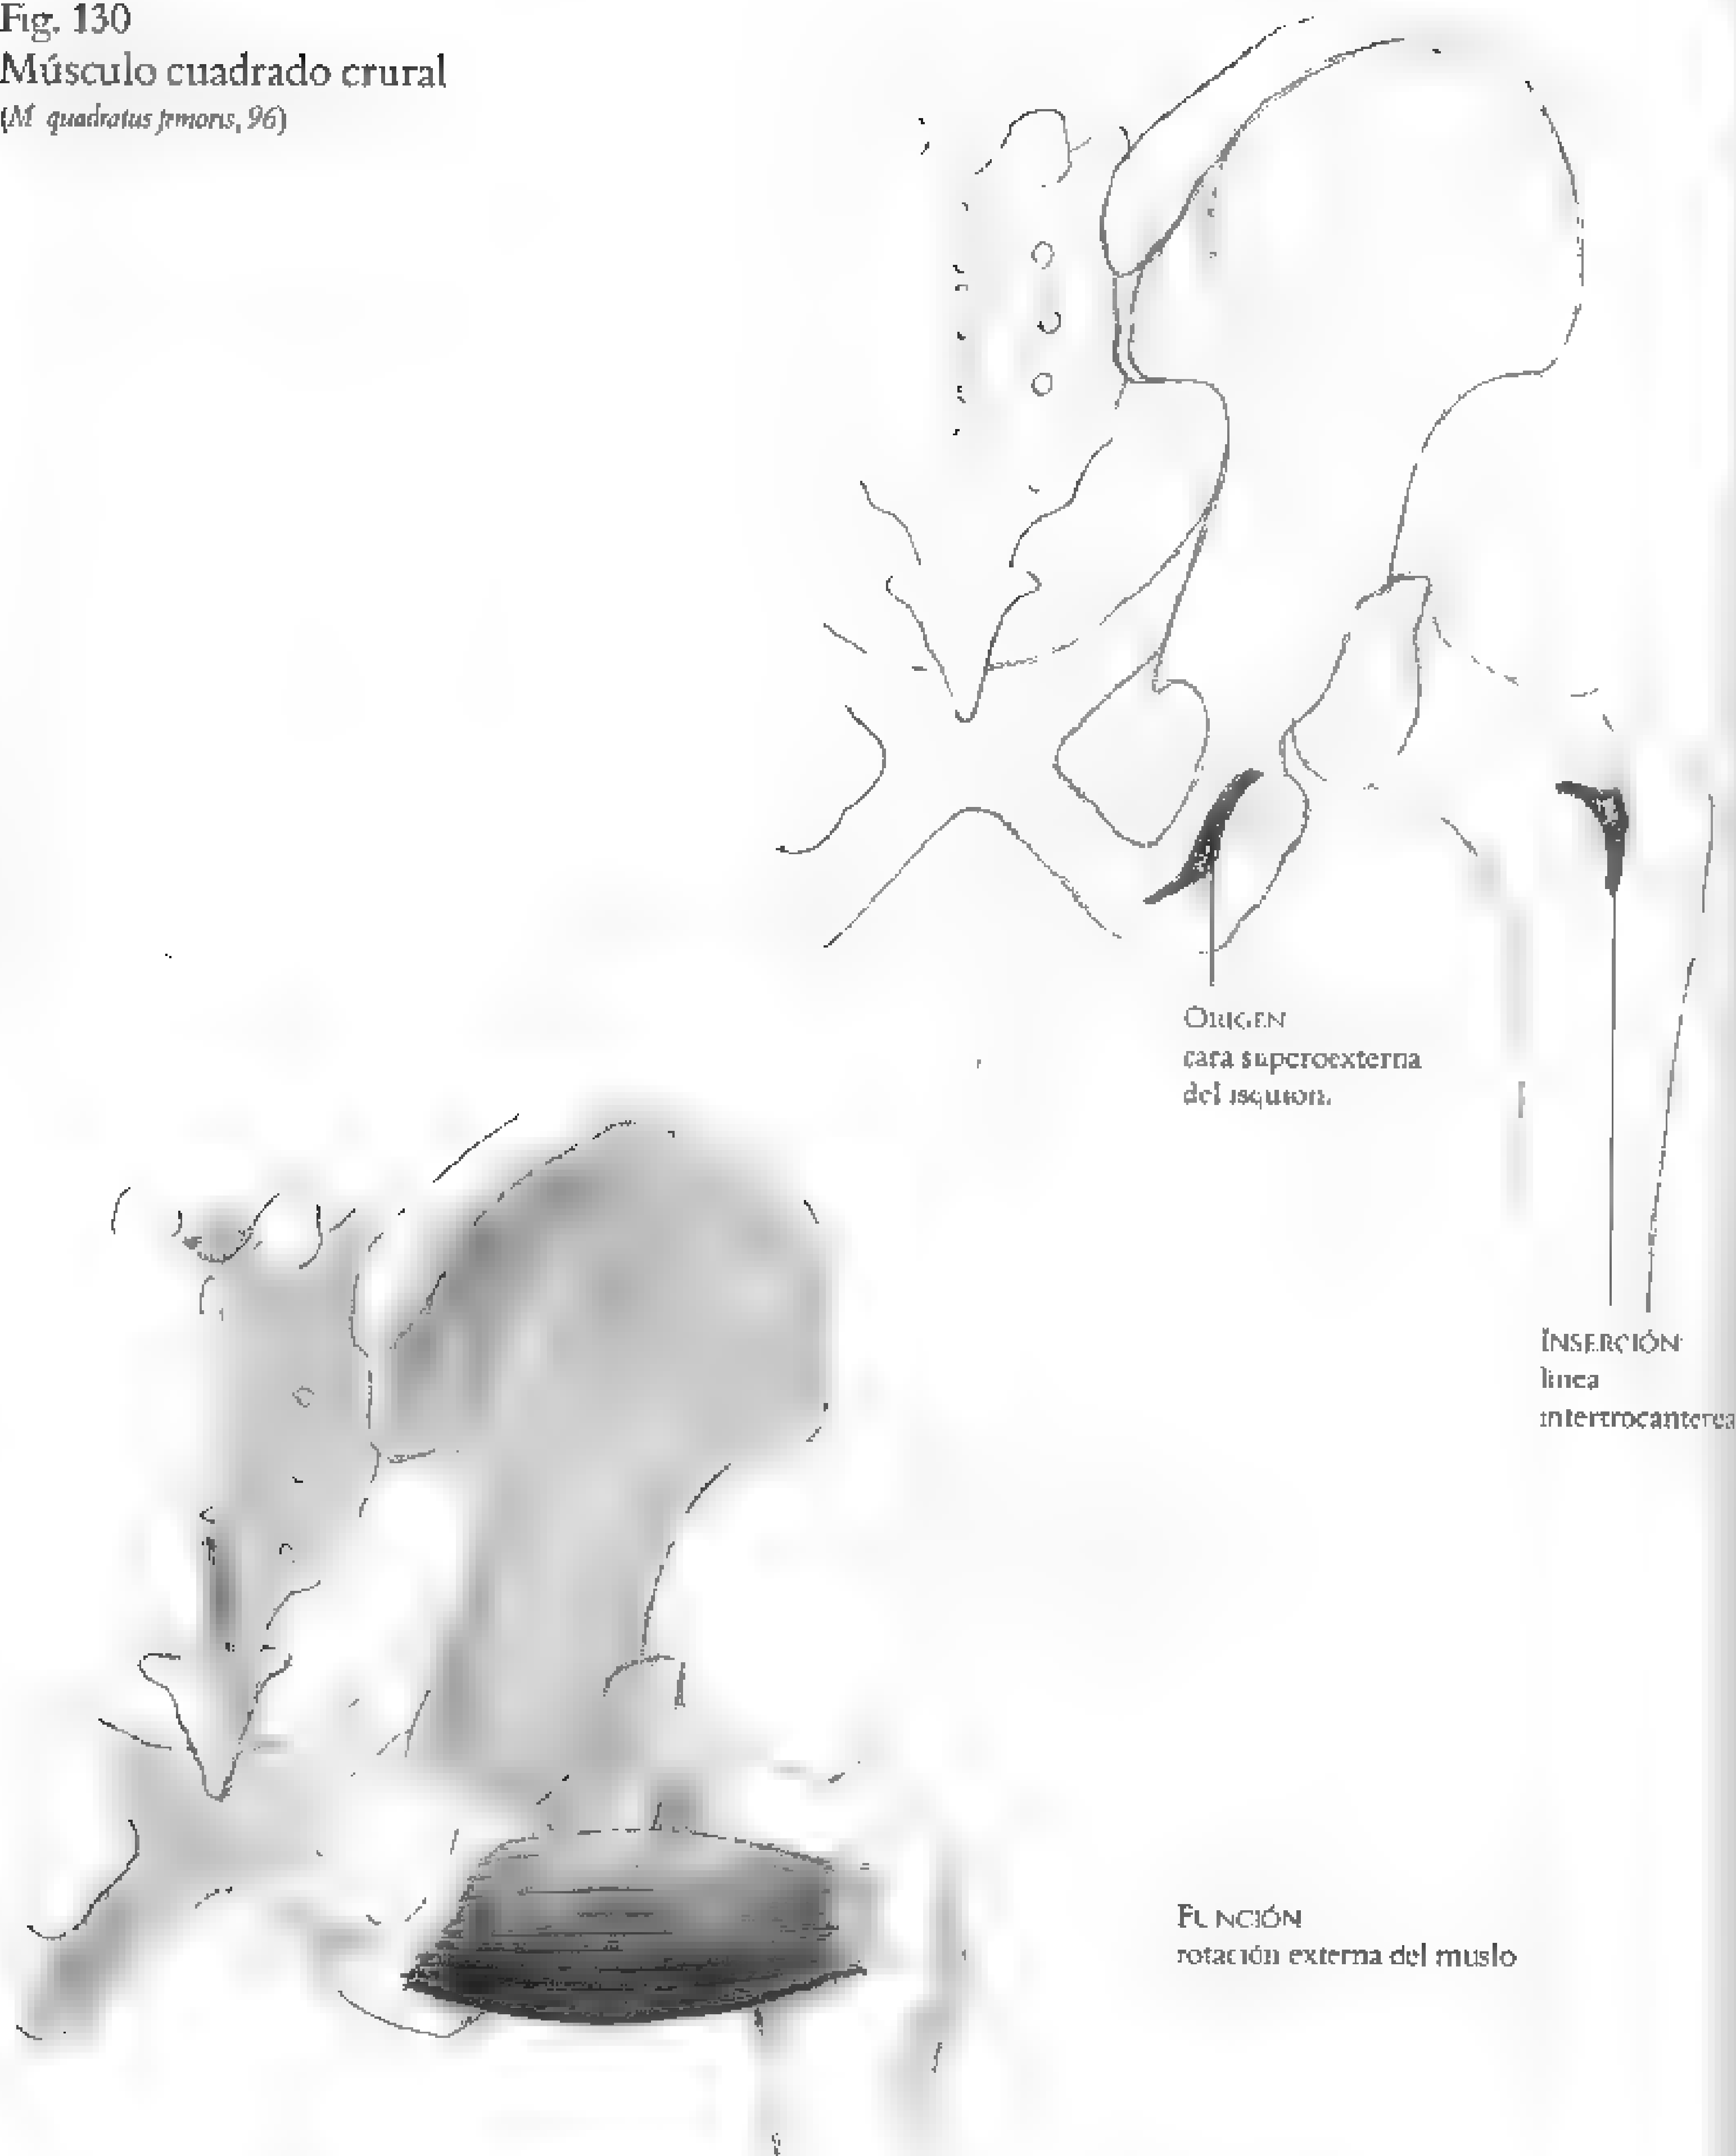 Fig. 130
Músculo cuadrado crural
(M quadratus femoris, 96)
ORIGEN
cara superoexterna
del isquion.
INSERCIÓN
línea
intertrocanterea
FUNCIÓN
rotación externa del muslo